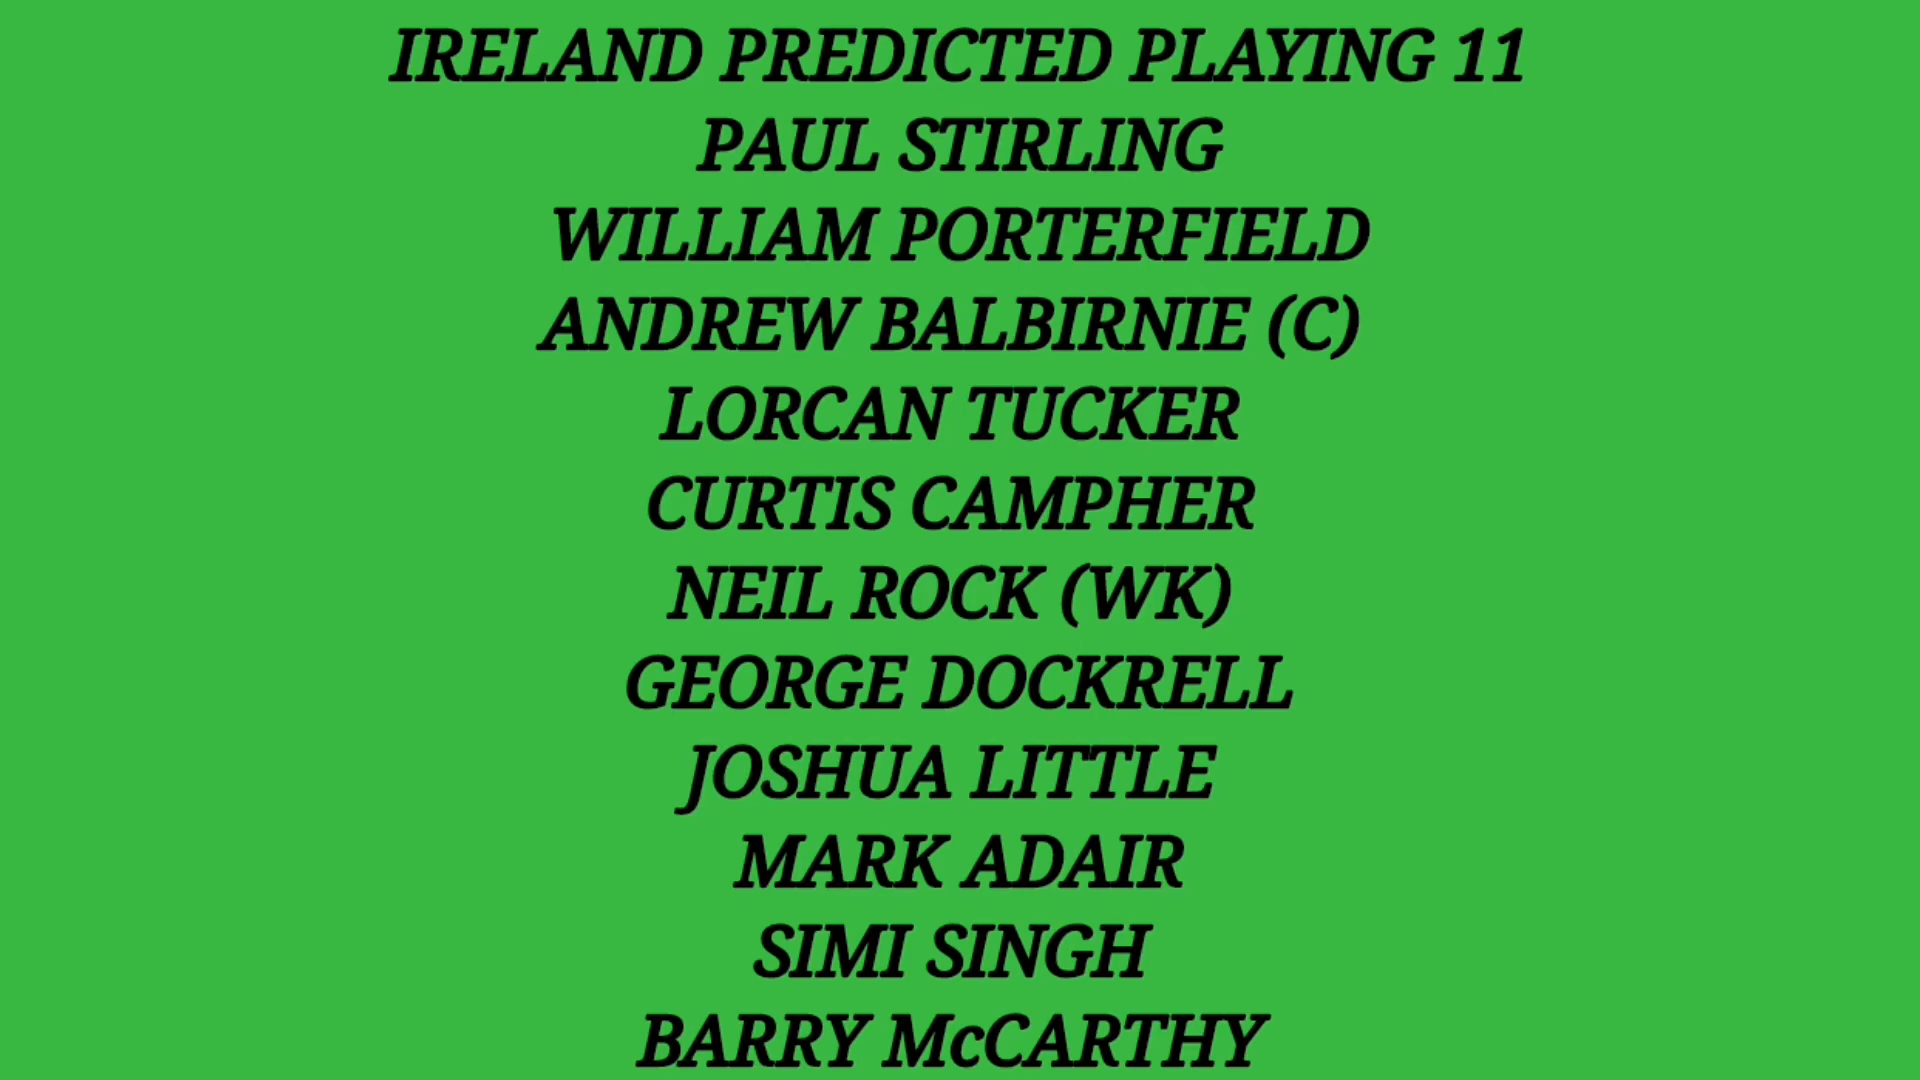 IRELAND PREDICTED PLAYING 11
PAUL STIRLING
WILLIAM PORTERFIELD
ANDREW BALBIRNIE (C)
LORCAN TUCKER
CURTIS CAMPHER
NEIL ROCK (WK)
GEORGE DOCKRELL
JOSHUA LITTLE
MARK ADAIR
SIMI SINGH
BARRY McCARTHY